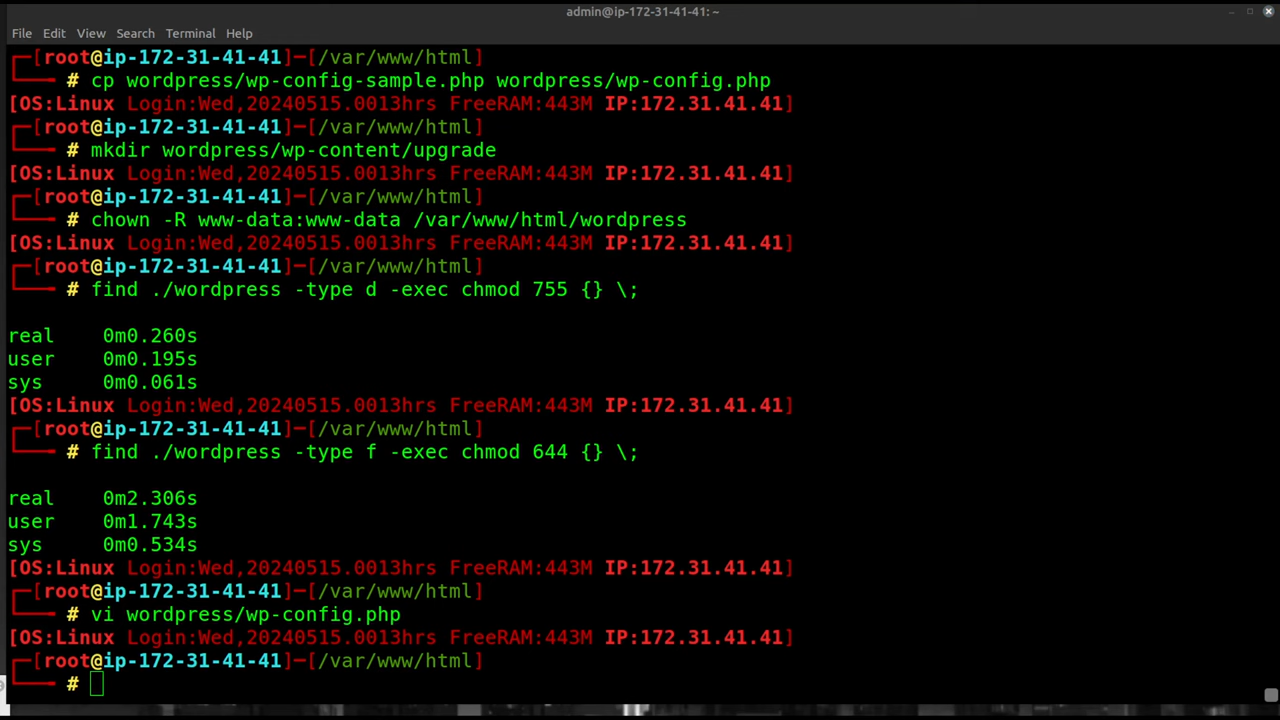 admin@ip-172-31-41-41: ~
File Edit View Search Terminal Help
┌─[root@ip-172-31-41-41]─[/var/www/html]
└──╼ # cp wordpress/wp-config-sample.php wordpress/wp-config.php
[OS:Linux Login:Wed,20240515.0013hrs FreeRAM:443M IP:172.31.41.41]
┌─[root@ip-172-31-41-41]─[/var/www/html]
└──╼ # mkdir wordpress/wp-content/upgrade
[OS:Linux Login:Wed,20240515.0013hrs FreeRAM:443M IP:172.31.41.41]
┌─[root@ip-172-31-41-41]─[/var/www/html]
└──╼ # chown -R www-data:www-data /var/www/html/wordpress
[OS:Linux Login:Wed,20240515.0013hrs FreeRAM:443M IP:172.31.41.41]
┌─[root@ip-172-31-41-41]─[/var/www/html]
└──╼ # find ./wordpress -type d -exec chmod 755 {} \;
real 0m0.260s
user 0m0.195s
sys 0m0.061s
[OS:Linux Login:Wed,20240515.0013hrs FreeRAM:443M IP:172.31.41.41]
┌─[root@ip-172-31-41-41]─[/var/www/html]
└──╼ # find ./wordpress -type f -exec chmod 644 {} \;
real 0m2.306s
user 0m1.743s
sys 0m0.534s
[OS:Linux Login:Wed,20240515.0013hrs FreeRAM:443M IP:172.31.41.41]
┌─[root@ip-172-31-41-41]─[/var/www/html]
└──╼ # vi wordpress/wp-config.php
[OS:Linux Login:Wed,20240515.0013hrs FreeRAM:443M IP:172.31.41.41]
┌─[root@ip-172-31-41-41]─[/var/www/html]
└──╼ #